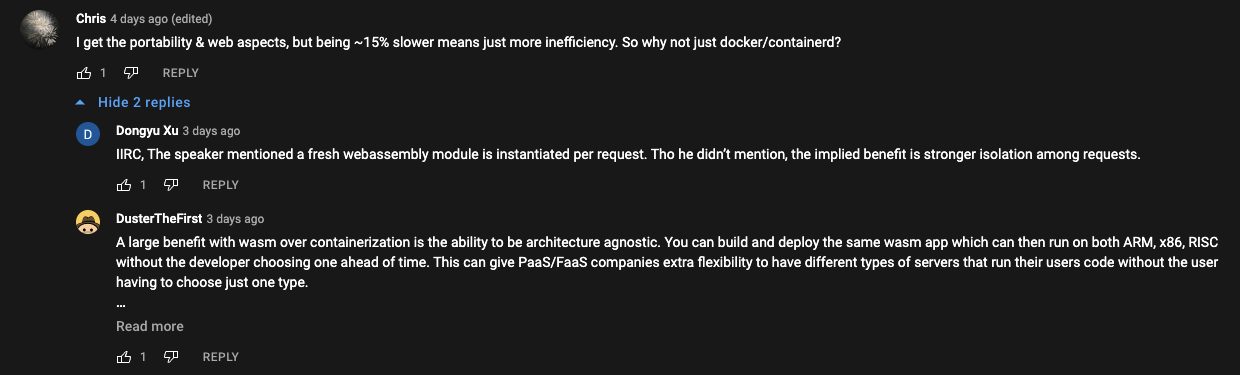 Chris 4 days ago (edited)
I get the portability & web aspects, but being ~15% slower means just more inefficiency. So why not just docker/containerd?
1 REPLY
Hide 2 replies
D
Dongyu Xu 3 days ago
IIRC, The speaker mentioned a fresh webassembly module is instantiated per request. Tho he didn’t mention, the implied benefit is stronger isolation among requests.
1 REPLY
DusterTheFirst 3 days ago
A large benefit with wasm over containerization is the ability to be architecture agnostic. You can build and deploy the same wasm app which can then run on both ARM, x86, RISC
without the developer choosing one ahead of time. This can give PaaS/FaaS companies extra flexibility to have different types of servers that run their users code without the user
having to choose just one type.
...
Read more
1 REPLY